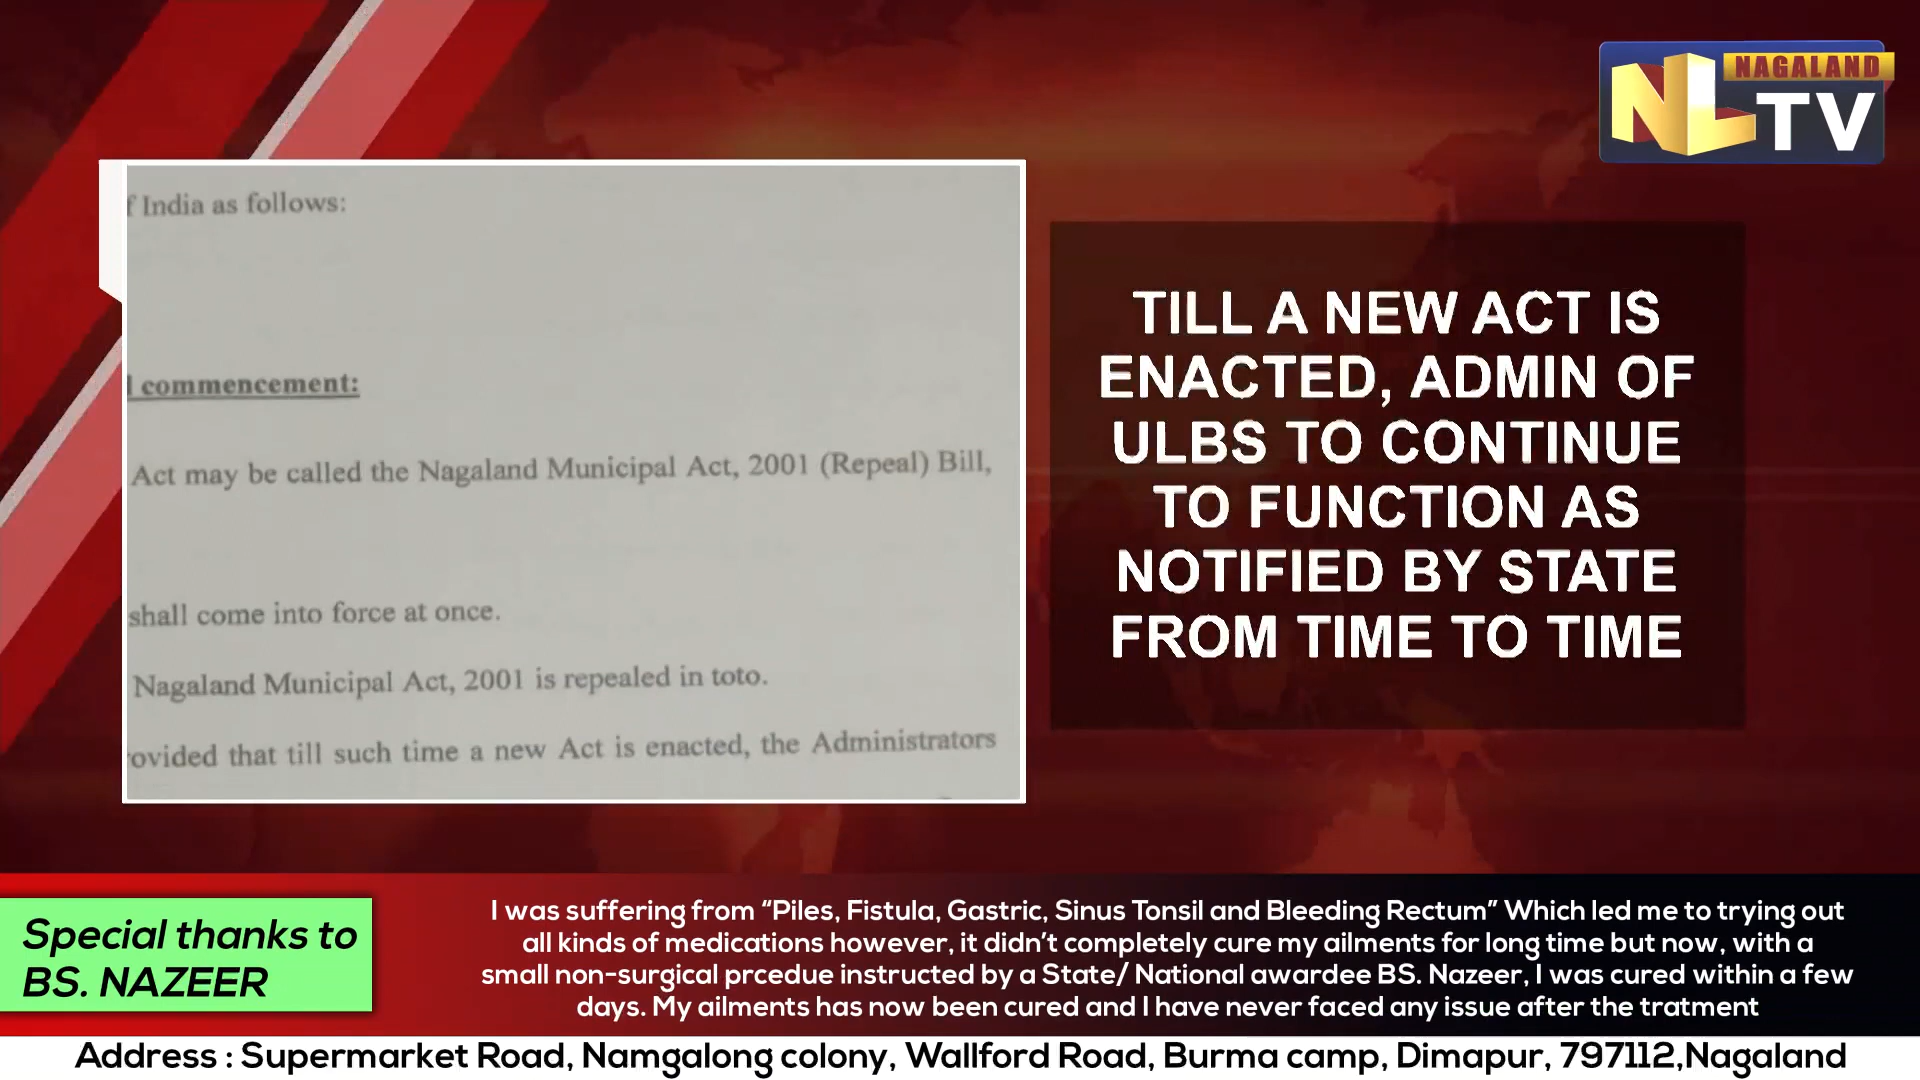 NAGALAND
NL TV
f India as follows:
commencement:
Act may be called the Nagaland Municipal Act, 2001 (Repeal) Bill,
shall come into force at once.
Nagaland Municipal Act, 2001 is repealed in toto.
rovided that till such time a new Act is enacted, the Administrators
TILL A NEW ACT IS
ENACTED, ADMIN OF
ULBS TO CONTINUE
TO FUNCTION AS
NOTIFIED BY STATE
FROM TIME TO TIME
Special thanks to
BS. NAZEER
I was suffering from “Piles, Fistula, Gastric, Sinus Tonsil and Bleeding Rectum” Which led me to trying out
all kinds of medications however, it didn’t completely cure my ailments for long time but now, with a
small non-surgical prcedue instructed by a State/ National awardee BS. Nazeer, I was cured within a few
days. My ailments has now been cured and I have never faced any issue after the tratment
Address : Supermarket Road, Namgalong colony, Wallford Road, Burma camp, Dimapur, 797112,Nagaland